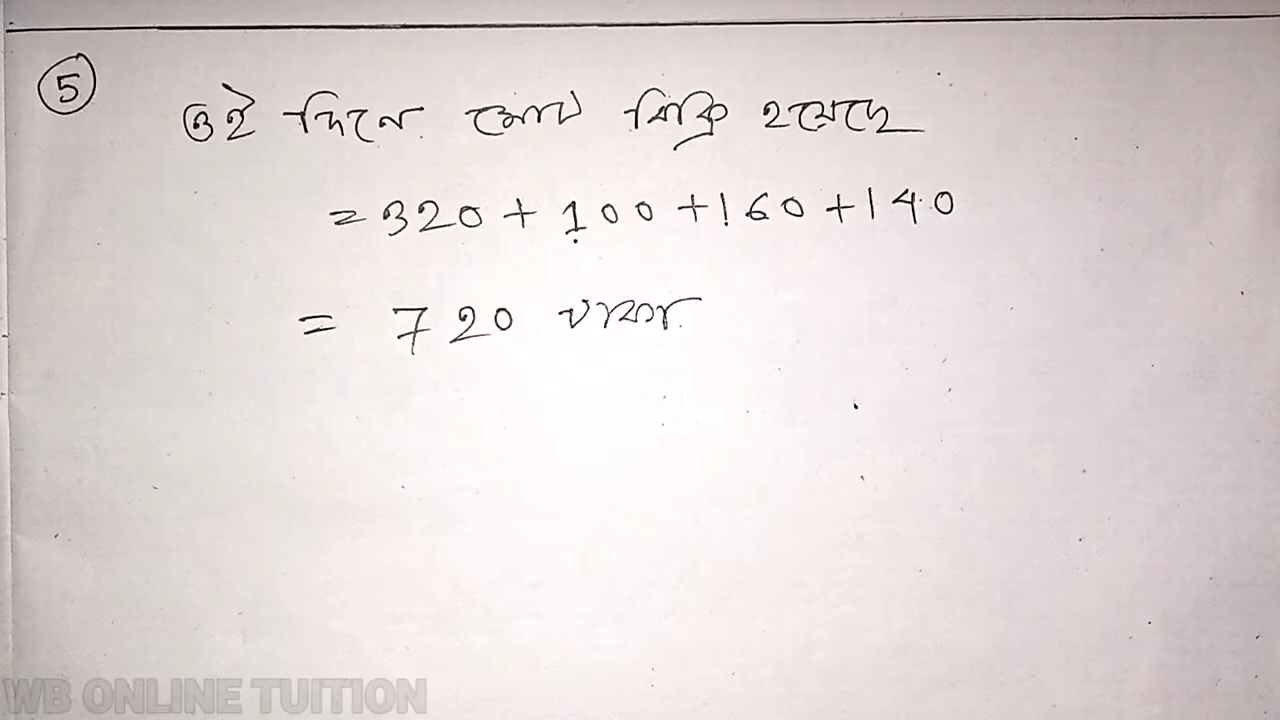 5
ওই দিনে মোট বিক্রি হয়েছে
= 320 + 100 + 160 + 140
= 720 টাকার
WB ONLINE TUITION